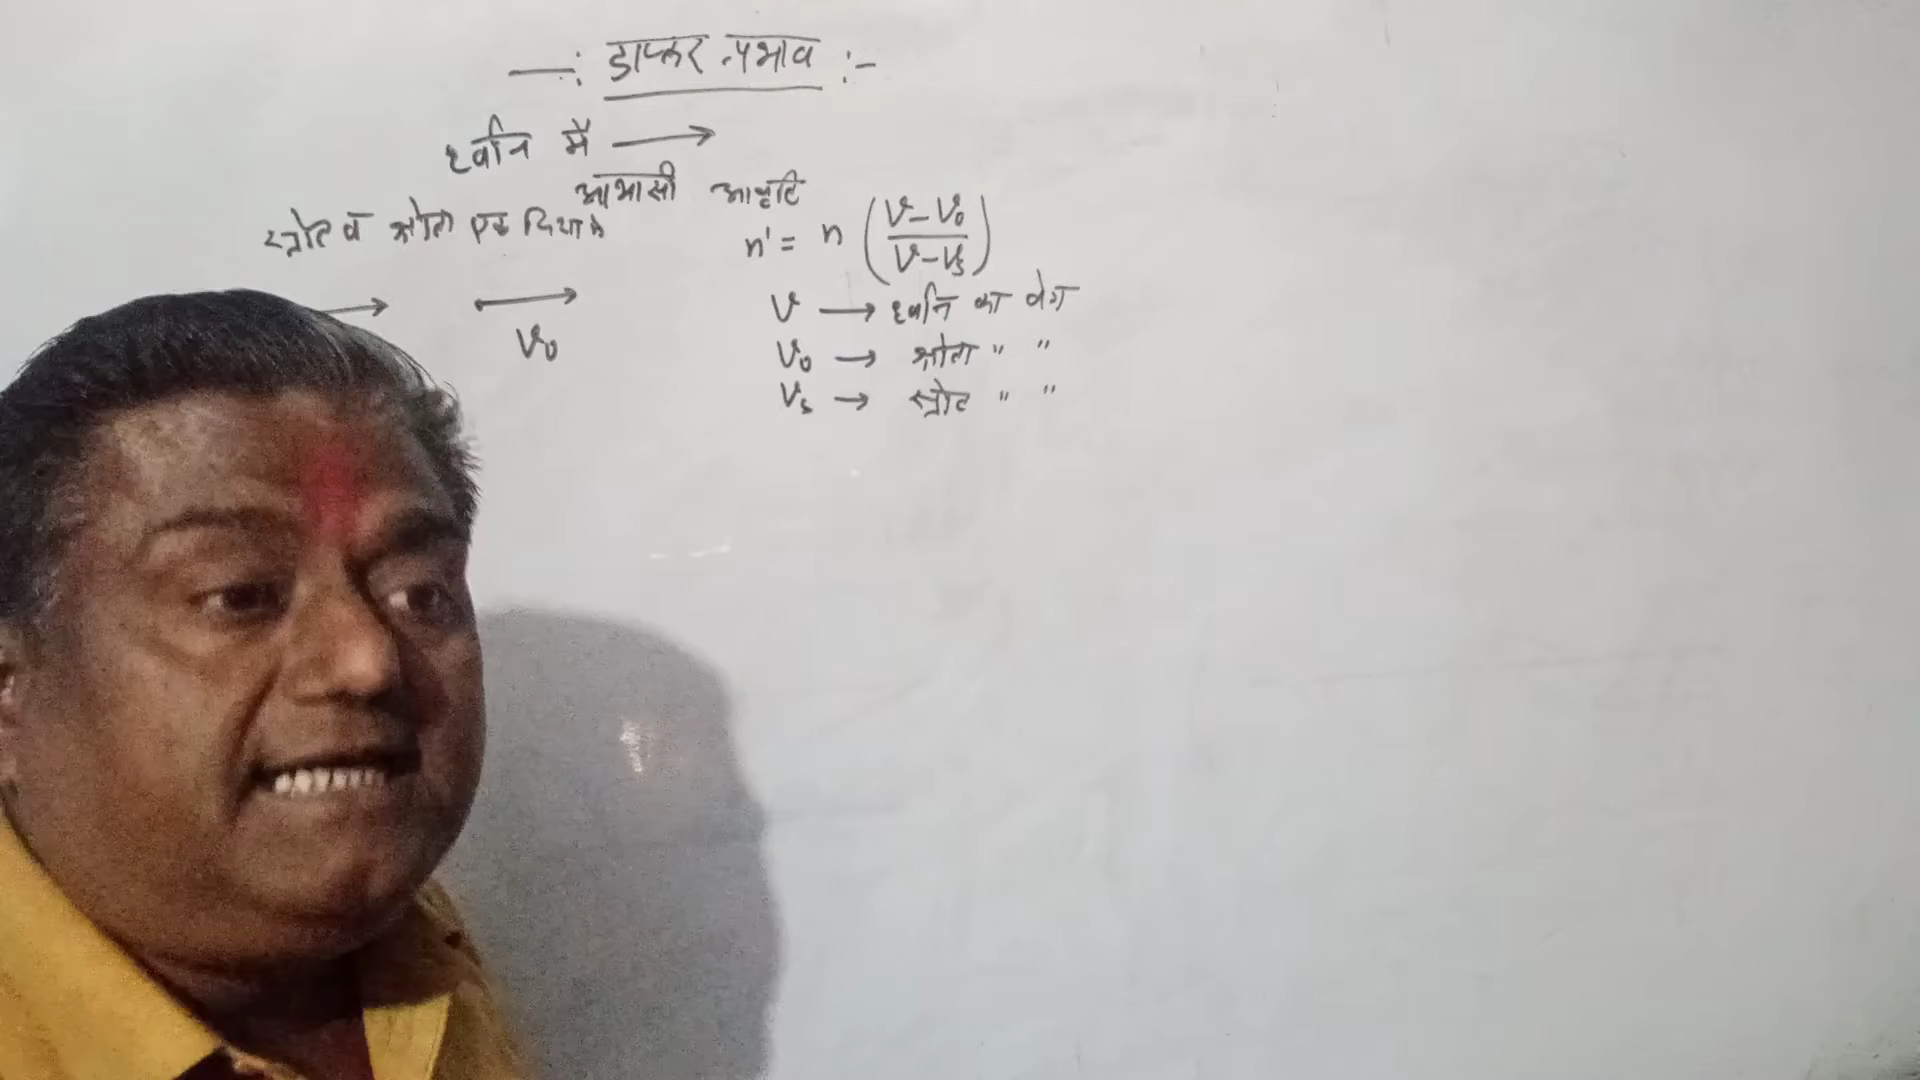 —: डाप्लर प्रभाव :-
ध्वनि में →
आभासी आवृति
स्त्रोत व श्रोता एक दिशा मे
n' = n ( (v - v₀) / (v - vₛ) )
→ →
v₀
v → ध्वनि का वेग
v₀ → श्रोता " "
vₛ → स्त्रोत " "